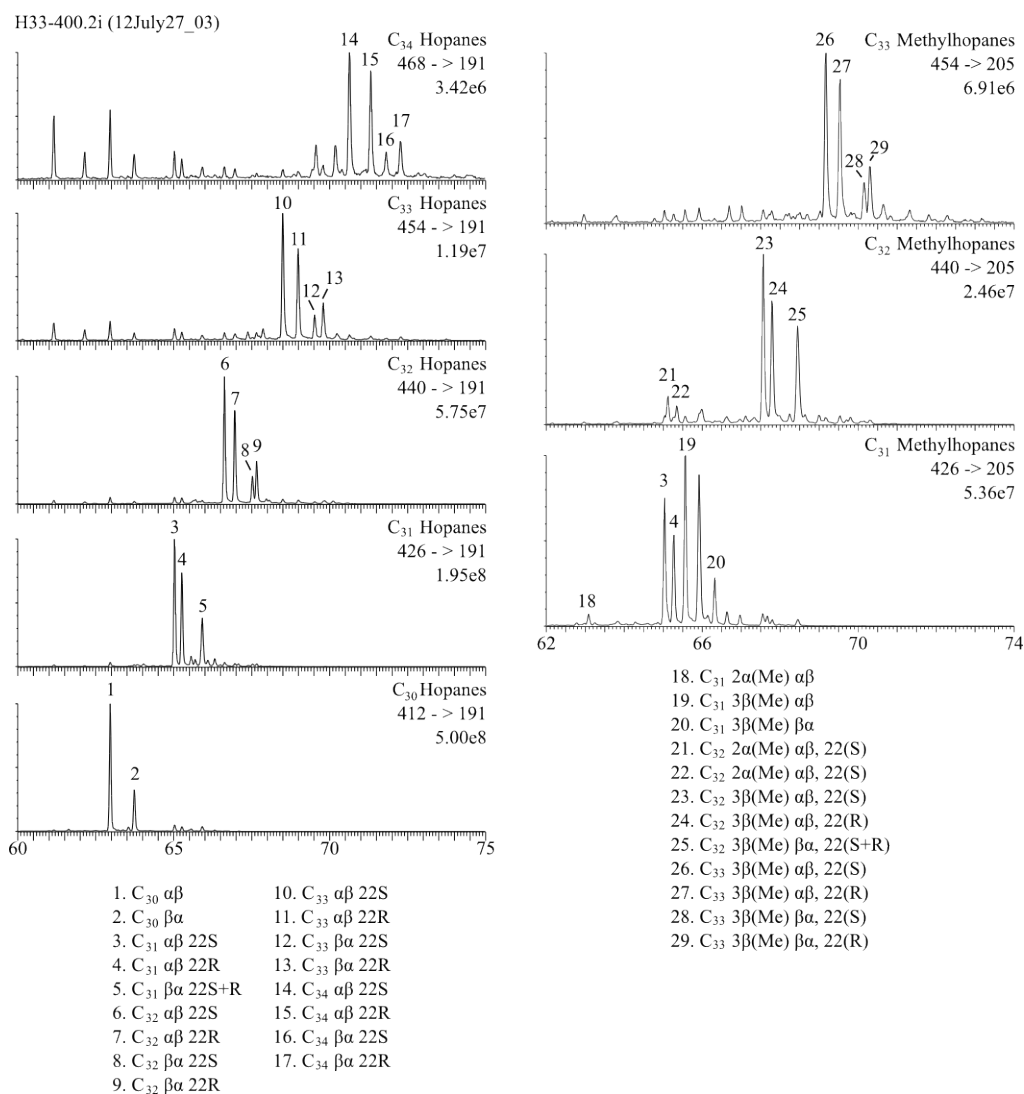 H33-400.2i (12July27_03)
C₃₄ Hopanes
468 - > 191
3.42e6
14
15
16
17
C₃₃ Hopanes
454 - > 191
1.19e7
10
11
12
13
C₃₂ Hopanes
440 - > 191
5.75e7
6
7
8
9
C₃₁ Hopanes
426 - > 191
1.95e8
3
4
5
C₃₀ Hopanes
412 - > 191
5.00e8
1
2
60 65 70 75
1. C₃₀ αβ
2. C₃₀ βα
3. C₃₁ αβ 22S
4. C₃₁ αβ 22R
5. C₃₁ βα 22S+R
6. C₃₂ αβ 22S
7. C₃₂ αβ 22R
8. C₃₂ βα 22S
9. C₃₂ βα 22R
10. C₃₃ αβ 22S
11. C₃₃ αβ 22R
12. C₃₃ βα 22S
13. C₃₃ βα 22R
14. C₃₄ αβ 22S
15. C₃₄ αβ 22R
16. C₃₄ βα 22S
17. C₃₄ βα 22R
C₃₃ Methylhopanes
454 -> 205
6.91e6
26
27
28
29
C₃₂ Methylhopanes
440 -> 205
2.46e7
23
24
25
21
22
C₃₁ Methylhopanes
426 -> 205
5.36e7
19
3
4
20
18
62 66 70 74
18. C₃₁ 2α(Me) αβ
19. C₃₁ 3β(Me) αβ
20. C₃₁ 3β(Me) βα
21. C₃₂ 2α(Me) αβ, 22(S)
22. C₃₂ 2α(Me) αβ, 22(S)
23. C₃₂ 3β(Me) αβ, 22(S)
24. C₃₂ 3β(Me) αβ, 22(R)
25. C₃₂ 3β(Me) βα, 22(S+R)
26. C₃₃ 3β(Me) αβ, 22(S)
27. C₃₃ 3β(Me) αβ, 22(R)
28. C₃₃ 3β(Me) βα, 22(S)
29. C₃₃ 3β(Me) βα, 22(R)